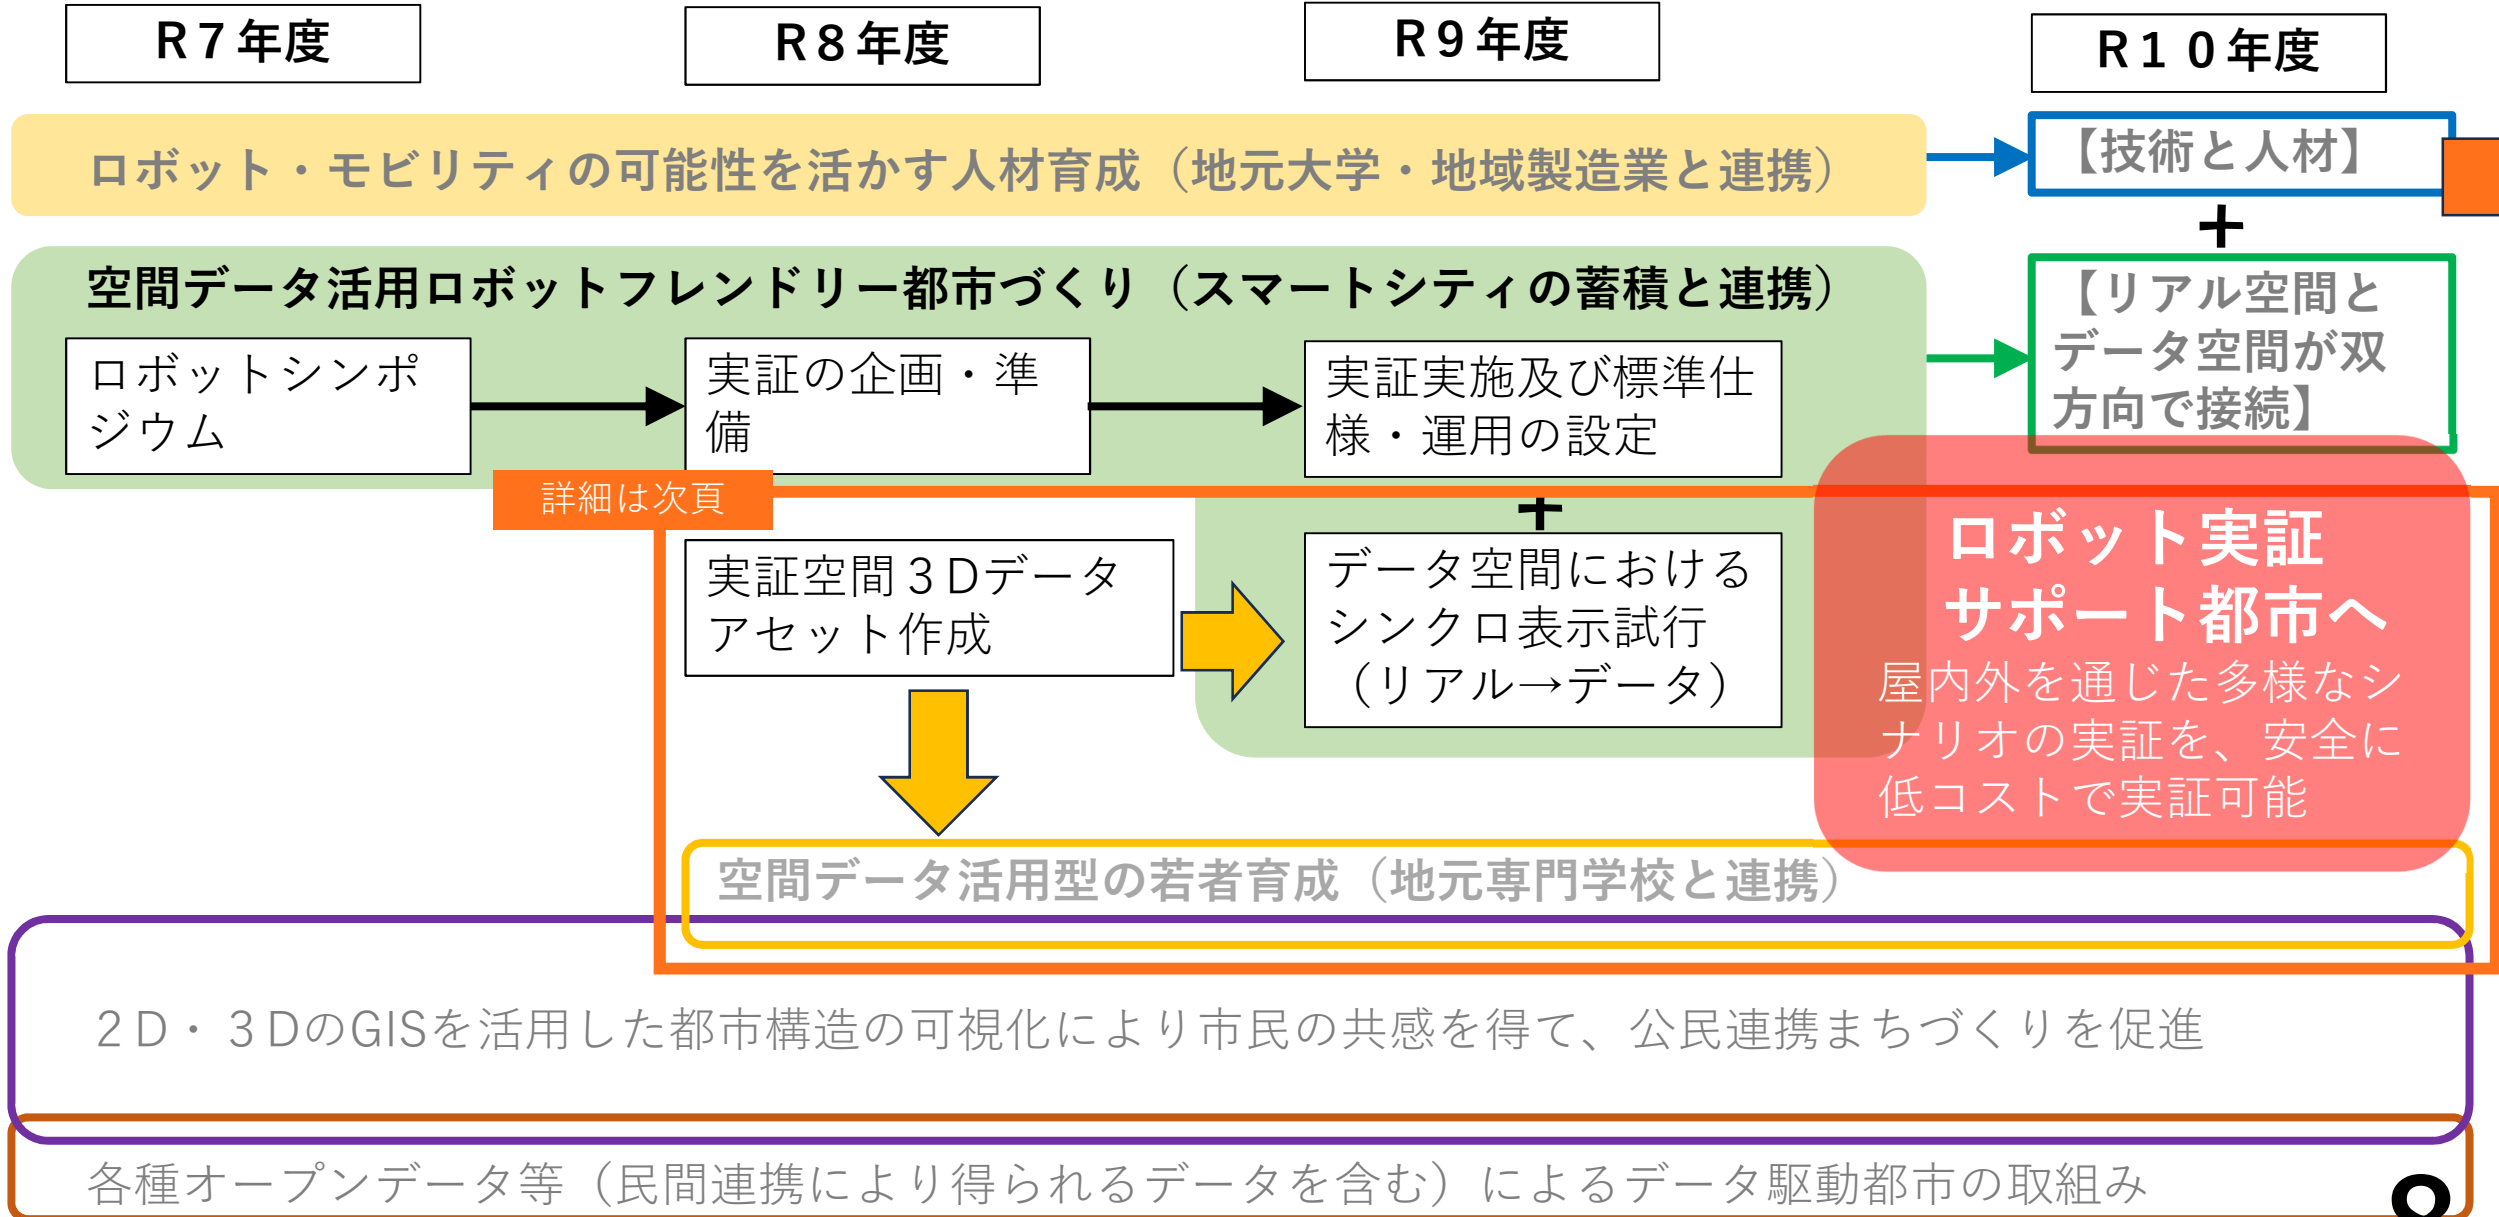 R７年度
R８年度
R９年度
R１０年度
ロボット・モビリティの可能性を活かす人材育成（地元大学・地域製造業と連携）
【技術と人材】
+
空間データ活用ロボットフレンドリー都市づくり（スマートシティの蓄積と連携）
【リアル空間と
データ空間が双
方向で接続】
ロボットシンポ
ジウム
実証の企画・準
備
実証実施及び標準仕
様・運用の設定
詳細は次頁
+
実証空間３Dデータ
アセット作成
データ空間における
シンクロ表示試行
（リアル→データ）
ロボット実証
サポート都市へ
屋内外を通じた多様なシ
ナリオの実証を、安全に
低コストで実証可能
空間データ活用型の若者育成（地元専門学校と連携）
２D・３DのGISを活用した都市構造の可視化により市民の共感を得て、公民連携まちづくりを促進
各種オープンデータ等（民間連携により得られるデータを含む）によるデータ駆動都市の取組み